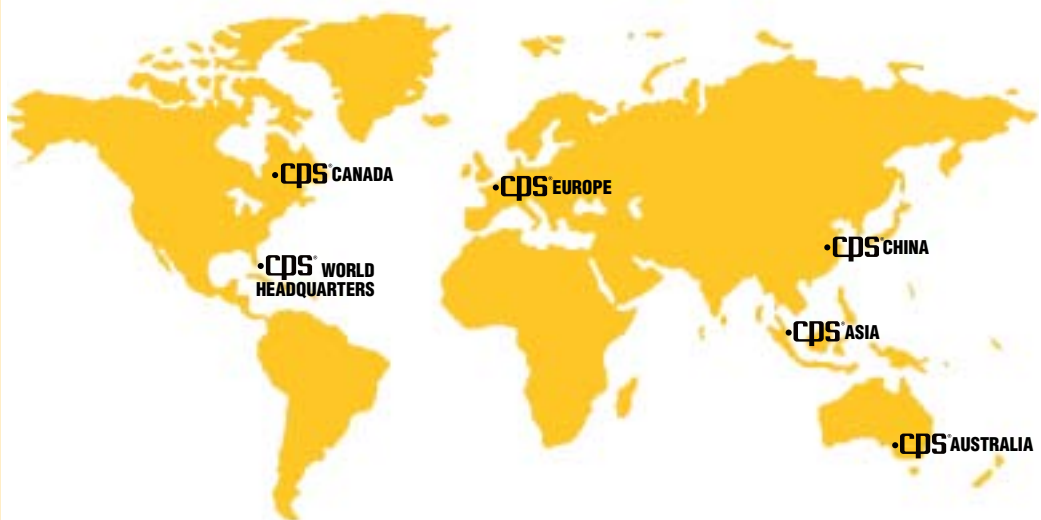 •cps® CANADA
•cps® EUROPE
•cps® CHINA
•cps® WORLD
HEADQUARTERS
•cps® ASIA
•cps® AUSTRALIA